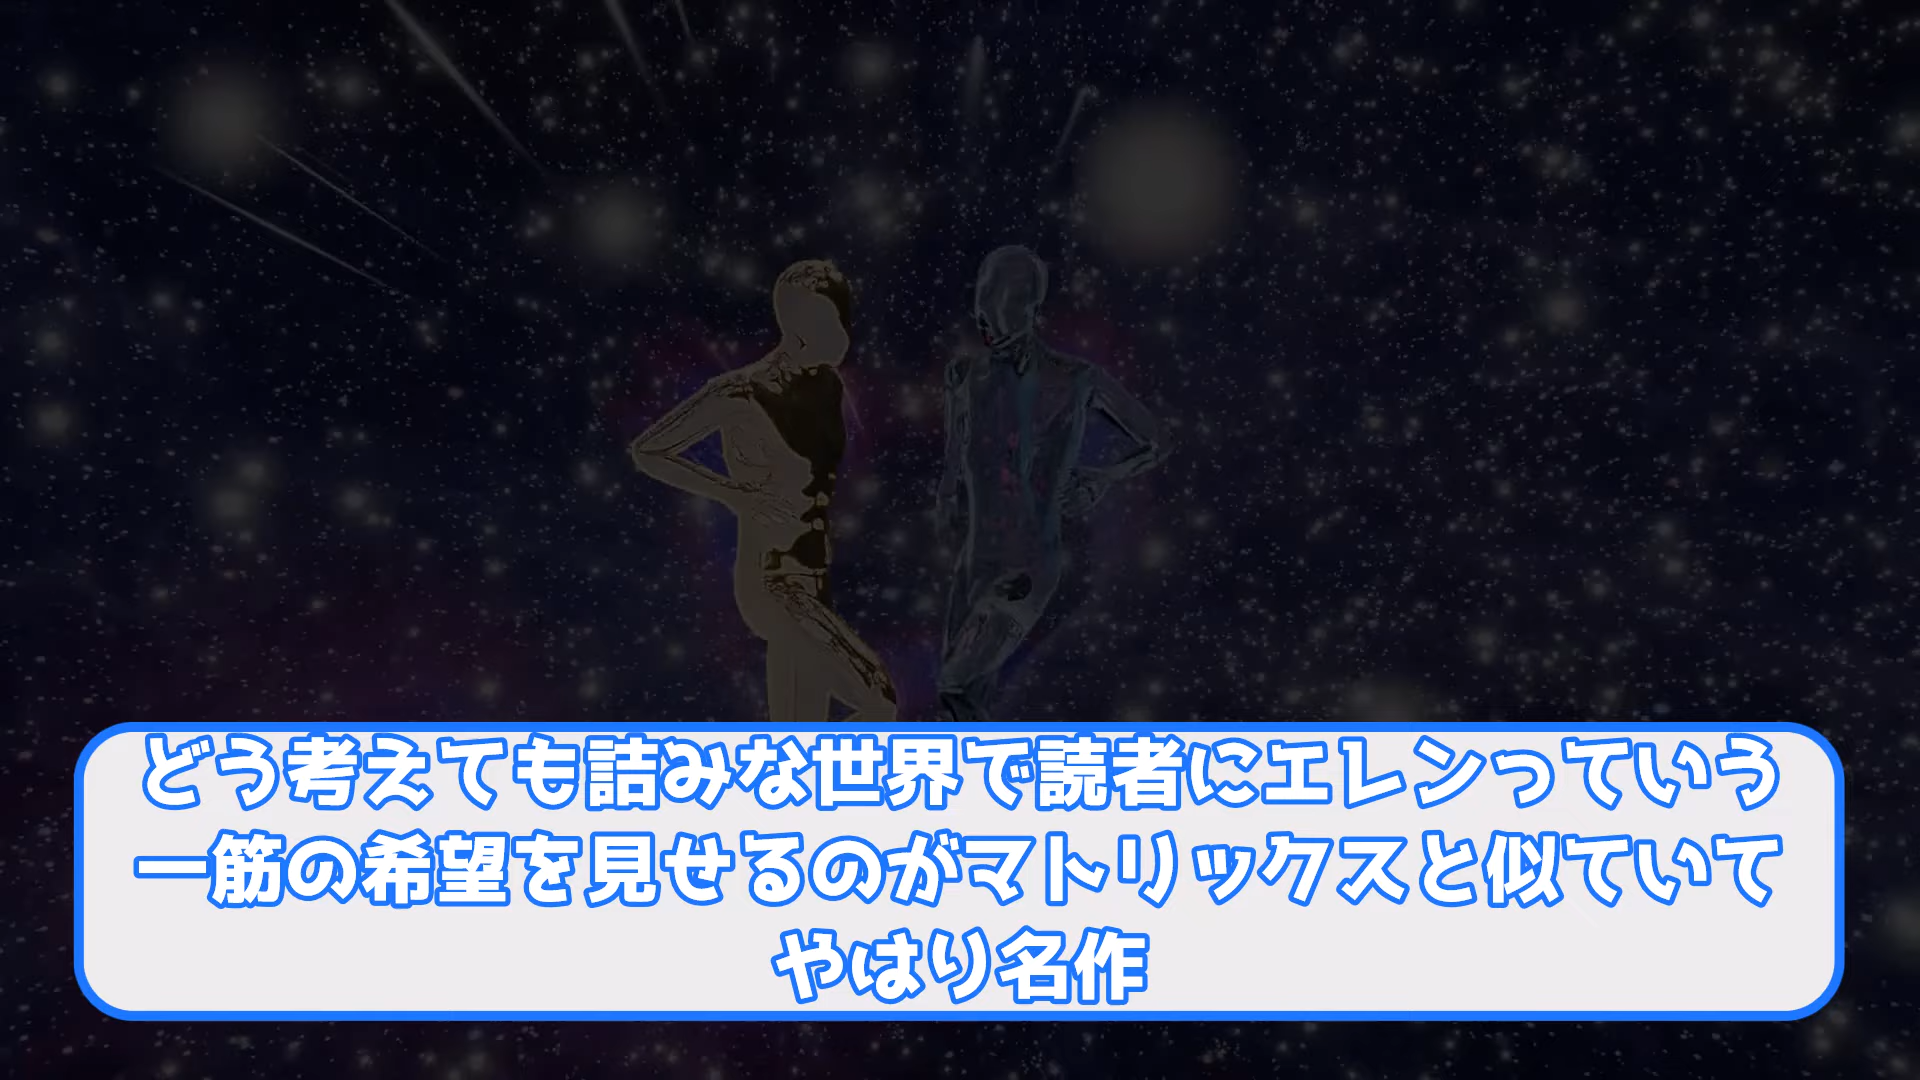 どう考えても詰みな世界で読者にエレンっていう
一筋の希望を見せるのがマトリックスと似ていて
やはり名作